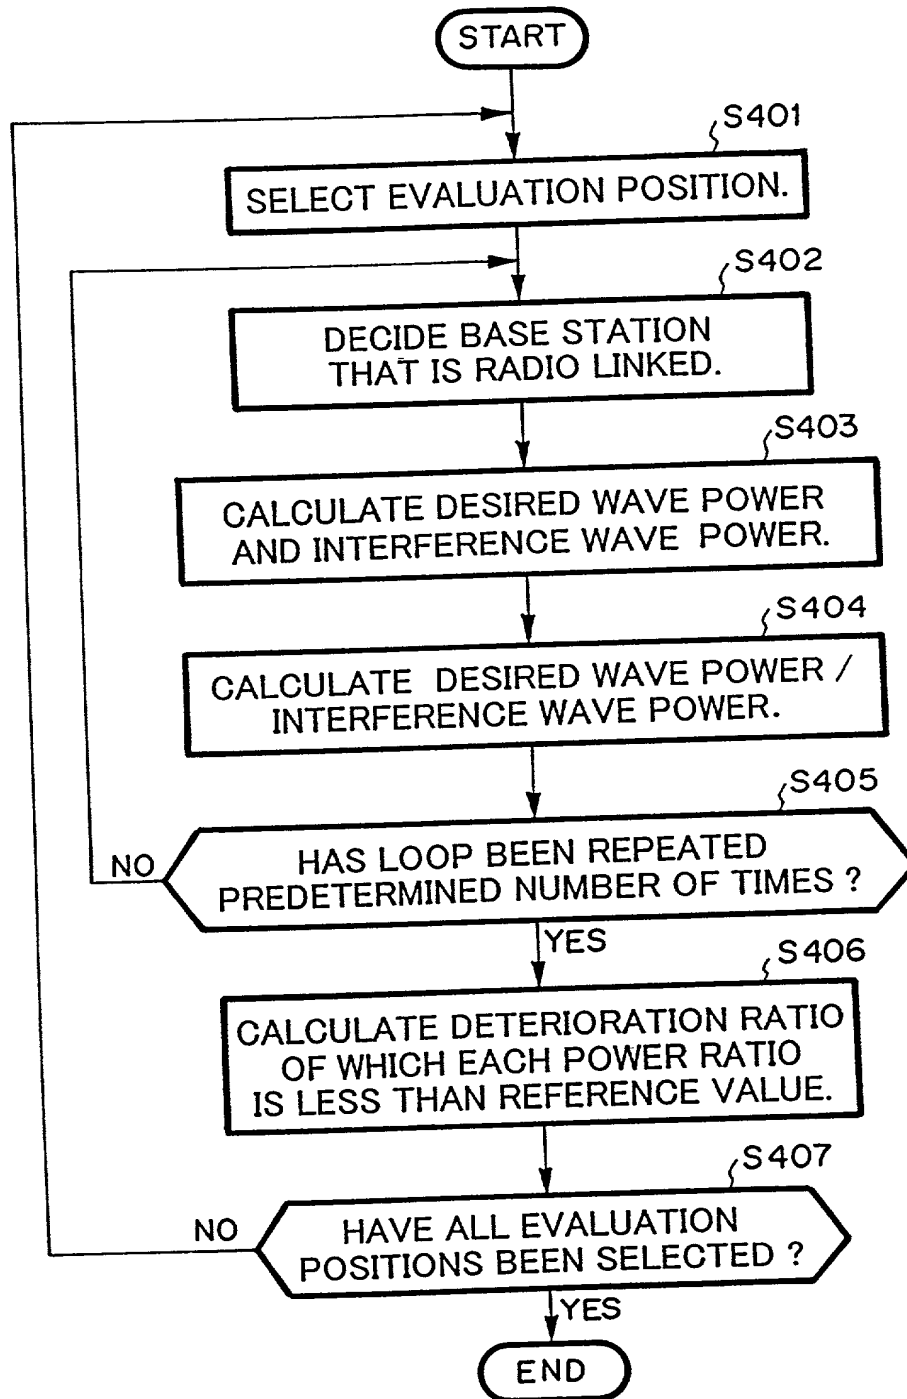 START
S401
SELECT EVALUATION POSITION.
S402
DECIDE BASE STATION
THAT IS RADIO LINKED.
S403
CALCULATE DESIRED WAVE POWER
AND INTERFERENCE WAVE POWER.
S404
CALCULATE DESIRED WAVE POWER /
INTERFERENCE WAVE POWER.
S405
HAS LOOP BEEN REPEATED
PREDETERMINED NUMBER OF TIMES ?
NO
YES
S406
CALCULATE DETERIORATION RATIO
OF WHICH EACH POWER RATIO
IS LESS THAN REFERENCE VALUE.
S407
HAVE ALL EVALUATION
POSITIONS BEEN SELECTED ?
NO
YES
END